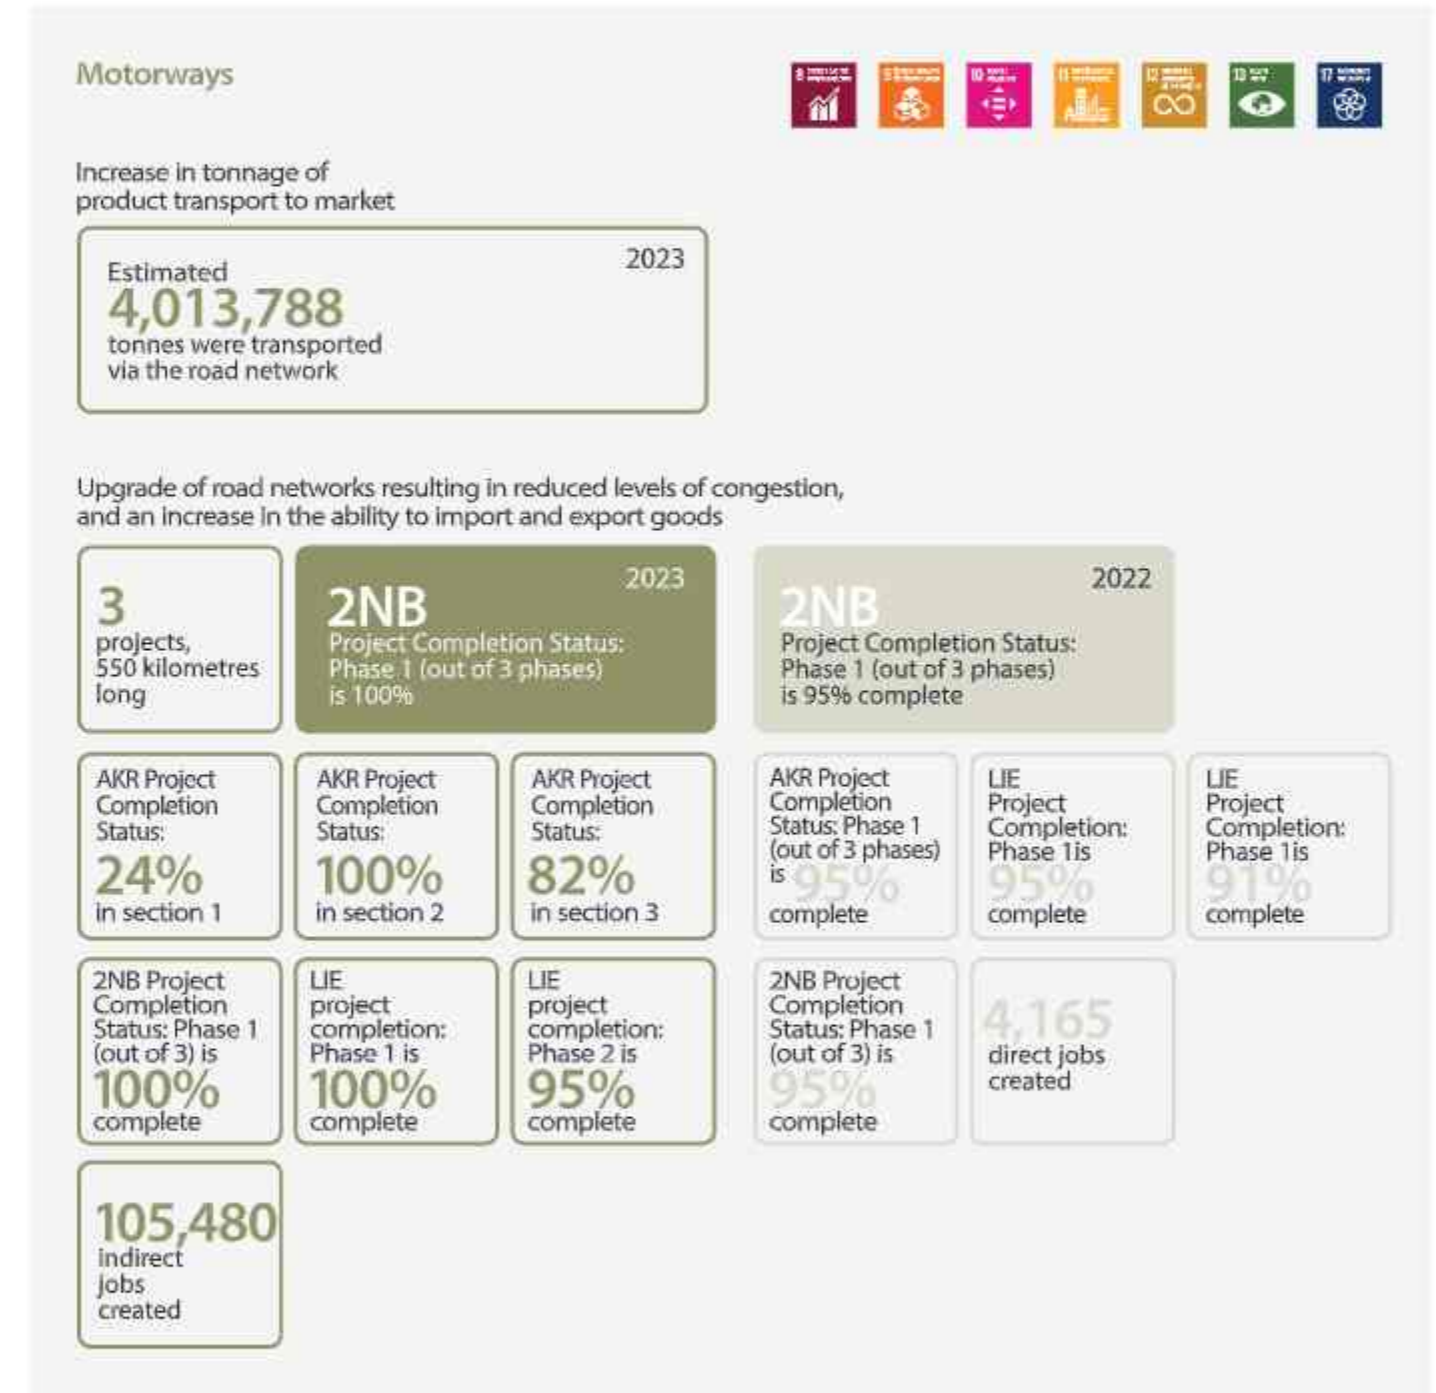 Motorways
8
9
10
11
12
13
17
Increase in tonnage of
product transport to market
2023
Estimated
4,013,788
tonnes were transported
via the road network
Upgrade of road networks resulting in reduced levels of congestion,
and an increase in the ability to import and export goods
3
projects,
550 kilometres
long
2023
2NB
Project Completion Status:
Phase 1 (out of 3 phases)
is 100%
2022
2NB
Project Completion Status:
Phase 1 (out of 3 phases)
is 95% complete
AKR Project
Completion
Status:
24%
in section 1
AKR Project
Completion
Status:
100%
in section 2
AKR Project
Completion
Status:
82%
in section 3
AKR Project
Completion
Status: Phase 1
(out of 3 phases)
is 95%
complete
LIE
Project
Completion:
Phase 1is
95%
complete
LIE
Project
Completion:
Phase 1is
91%
complete
2NB Project
Completion
Status: Phase 1
(out of 3) is
100%
complete
LIE
project
completion:
Phase 1 is
100%
complete
LIE
project
completion:
Phase 2 is
95%
complete
2NB Project
Completion
Status: Phase 1
(out of 3) is
95%
complete
4,165
direct jobs
created
105,480
indirect
jobs
created